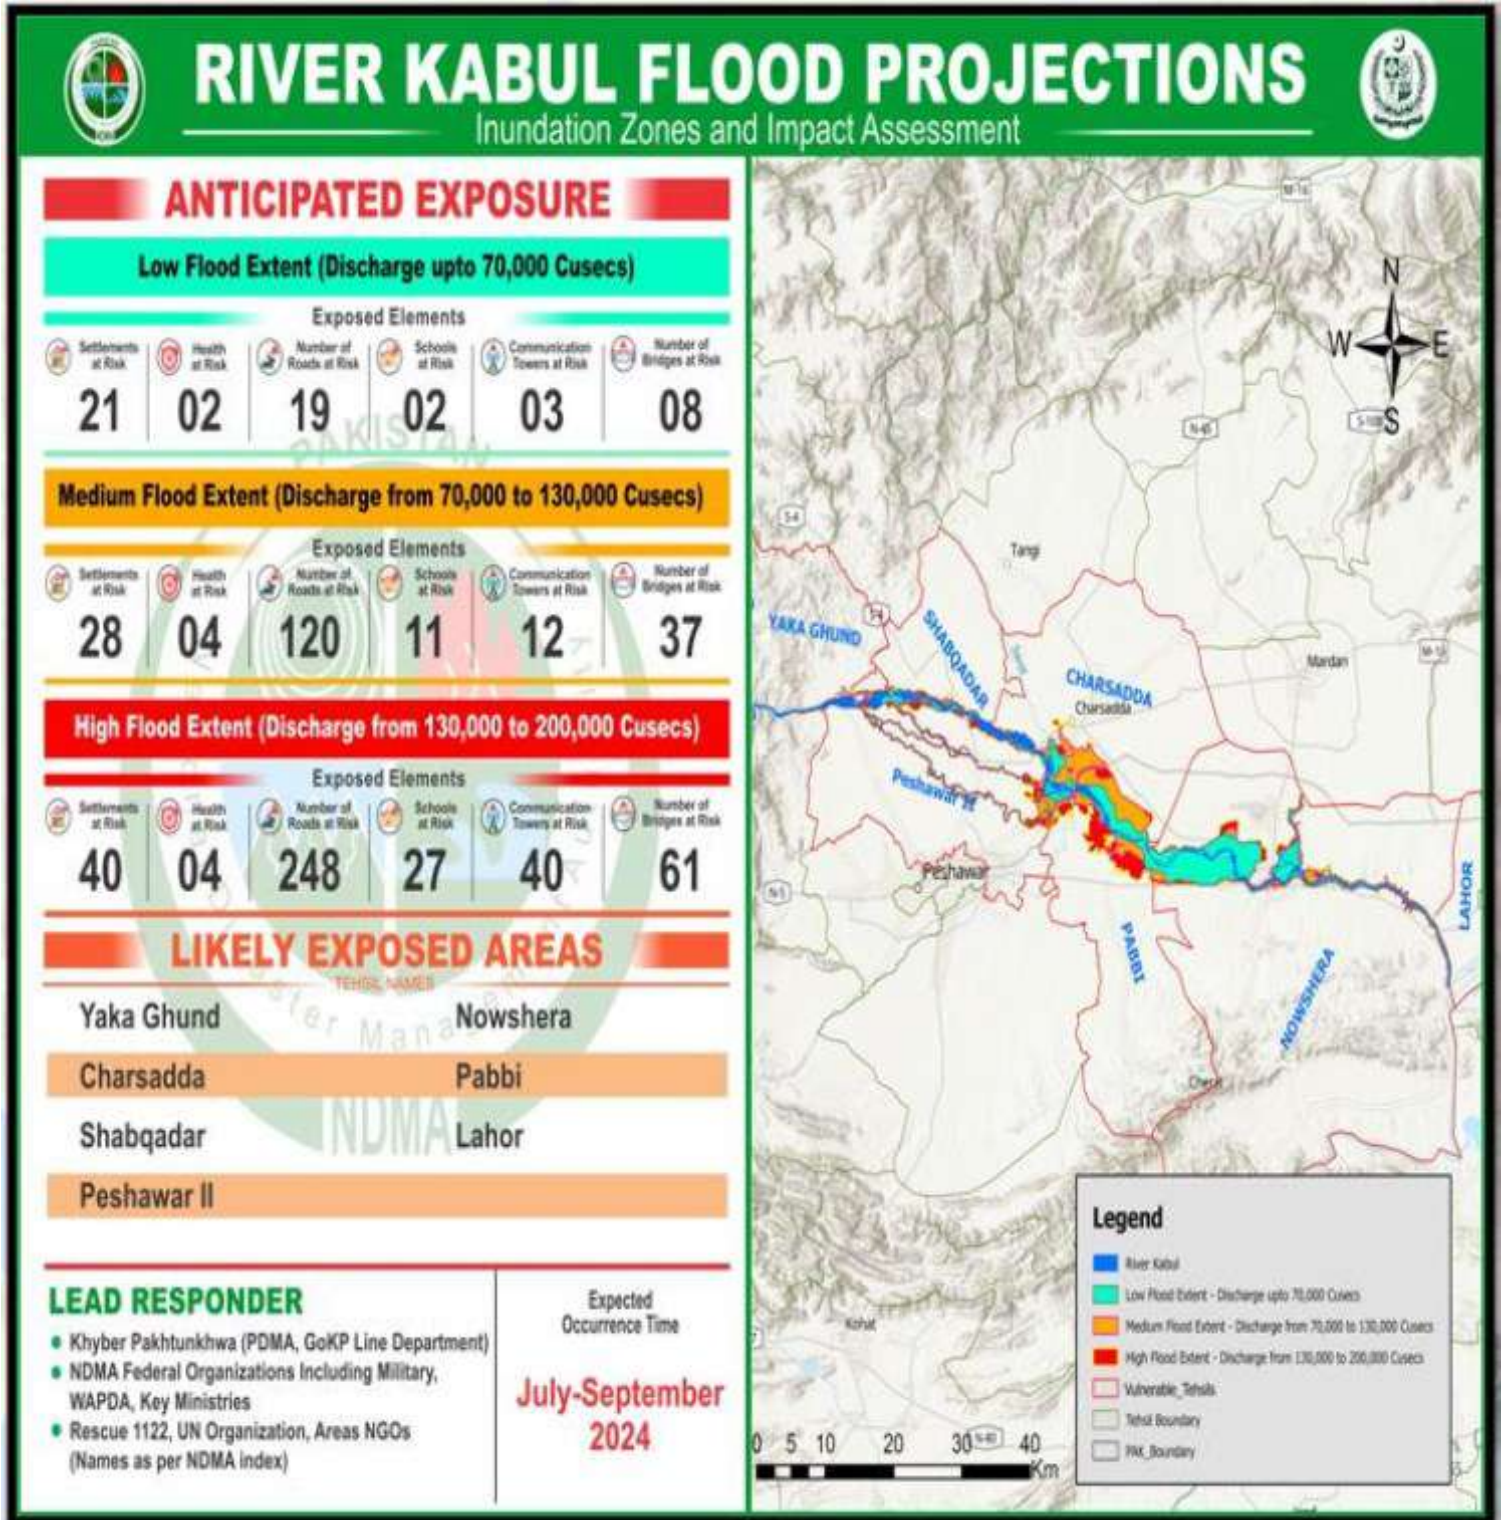 RIVER KABUL FLOOD PROJECTIONS
Inundation Zones and Impact Assessment
ANTICIPATED EXPOSURE
Low Flood Extent (Discharge upto 70,000 Cusecs)
Exposed Elements
Settlements at Risk
Health at Risk
Number of Roads at Risk
Schools at Risk
Communication Towers at Risk
Number of Bridges at Risk
21 02 19 02 03 08
Medium Flood Extent (Discharge from 70,000 to 130,000 Cusecs)
Exposed Elements
Settlements at Risk
Health at Risk
Number of Roads at Risk
Schools at Risk
Communication Towers at Risk
Number of Bridges at Risk
28 04 120 11 12 37
High Flood Extent (Discharge from 130,000 to 200,000 Cusecs)
Exposed Elements
Settlements at Risk
Health at Risk
Number of Roads at Risk
Schools at Risk
Communication Towers at Risk
Number of Bridges at Risk
40 04 248 27 40 61
LIKELY EXPOSED AREAS
TEHSIL NAMES
Yaka Ghund Nowshera
Charsadda Pabbi
Shabqadar Lahor
Peshawar II
PAKISTAN
NDMA
LEAD RESPONDER
Khyber Pakhtunkhwa (PDMA, GoKP Line Department)
NDMA Federal Organizations Including Military,
WAPDA, Key Ministries
Rescue 1122, UN Organization, Areas NGOs
(Names as per NDMA index)
Expected
Occurrence Time
July-September
2024
M-16
N
W E
S
N-45
S-4
Tangi
YAKA GHUND
S-4
SHABQADAR
CHARSADDA
Charsadda
Mardan
Peshawar II
Peshawar
N-5
PABBI
NOWSHERA
LAHOR
Cherat
Kohat
N-80
0 5 10 20 30 40
Km
Legend
River Kabul
Low Flood Extent - Discharge upto 70,000 Cusecs
Medium Flood Extent - Discharge from 70,000 to 130,000 Cusecs
High Flood Extent - Discharge from 130,000 to 200,000 Cusecs
Vulnerable_Tehsils
Tehsil Boundary
PAK_Boundary